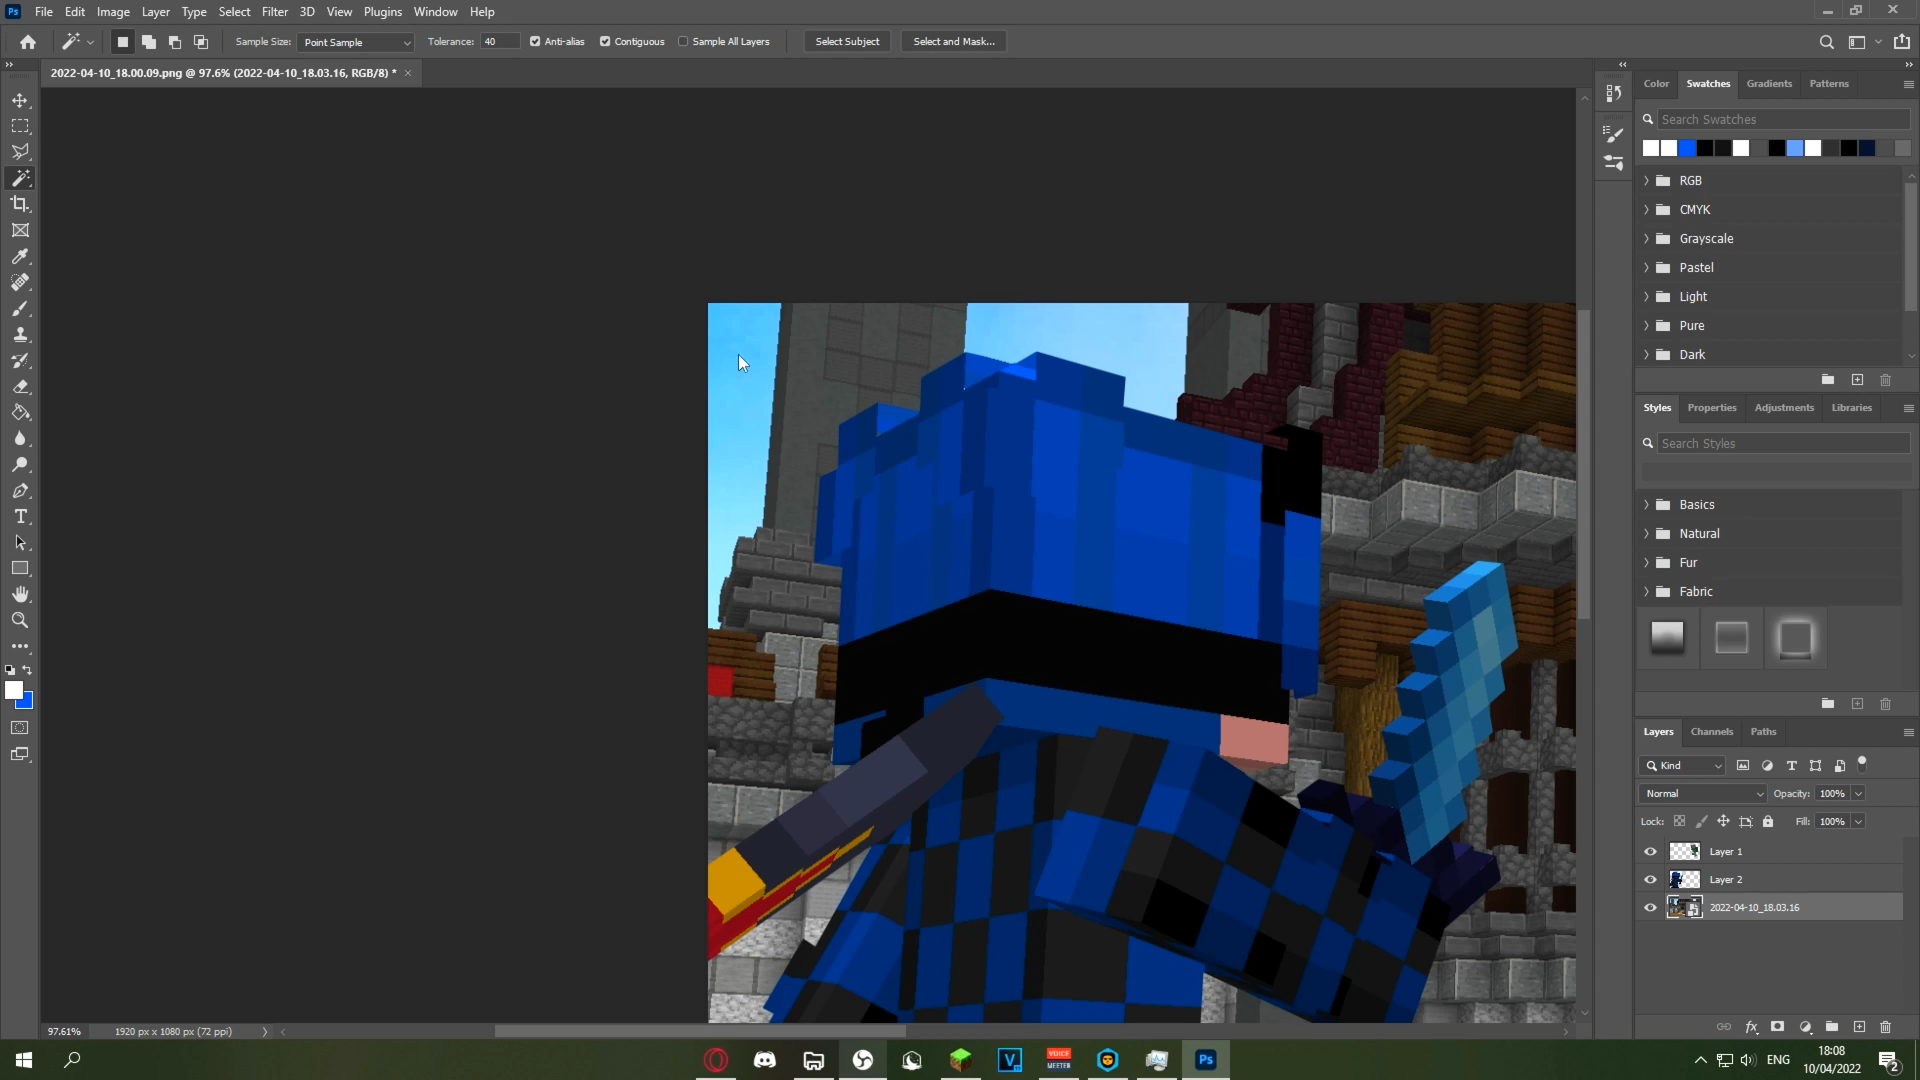 Ps File Edit Image Layer Type Select Filter 3D View Plugins Window Help
Sample Size: Point Sample Tolerance: 40 Anti-alias Contiguous Sample All Layers Select Subject Select and Mask...
2022-04-10_18.00.09.png @ 97.6% (2022-04-10_18.03.16, RGB/8) *
Color Swatches Gradients Patterns
Search Swatches
RGB
CMYK
Grayscale
Pastel
Light
Pure
Dark
Styles Properties Adjustments Libraries
Search Styles
Basics
Natural
Fur
Fabric
Layers Channels Paths
Kind
Normal Opacity: 100%
Lock: Fill: 100%
Layer 1
Layer 2
2022-04-10_18.03.16
97.61% 1920 px x 1080 px (72 ppi)
V VOICE MEETER Ps
ENG
18:08
10/04/2022
2